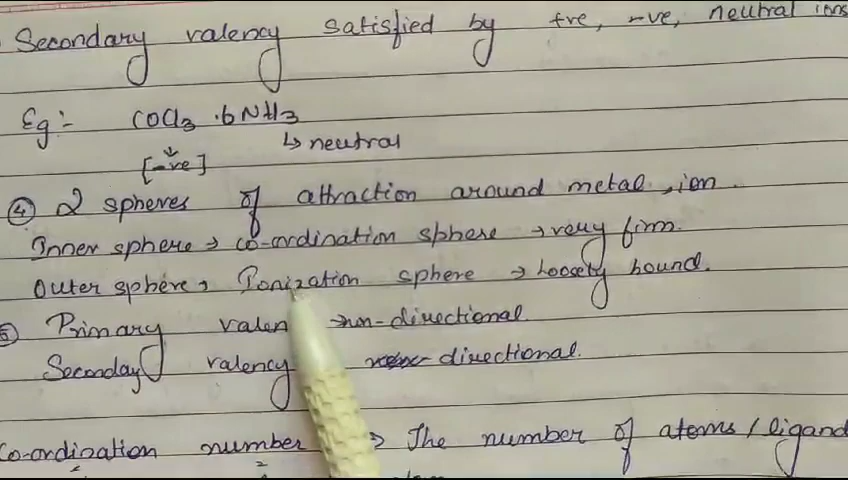 Secondary valency satisfied by +ve, -ve, neutral ions
Eg:- COCl3 .6NH3
↳ neutral
[-ve]
④ 2 spheres of attraction around metal ion.
Inner sphere → co-ordination sphere → very firm.
Outer sphere → Ionization sphere → loosely bound.
5 Primary valen → non-directional
Seconday valency directional.
co-ordination number => The number of atoms / ligand